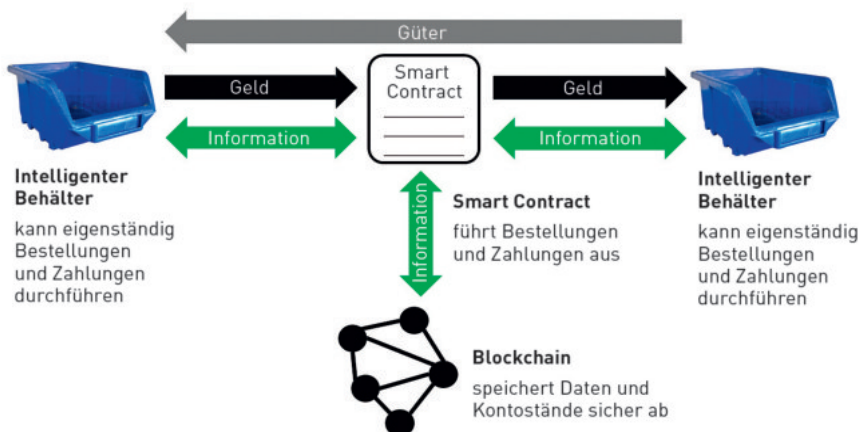 Güter
Geld
Smart
Contract
Geld
Information
Information
Intelligenter
Behälter
kann eigenständig
Bestellungen
und Zahlungen
durchführen
Information
Smart Contract
führt Bestellungen
und Zahlungen aus
Intelligenter
Behälter
kann eigenständig
Bestellungen
und Zahlungen
durchführen
Blockchain
speichert Daten und
Kontostände sicher ab